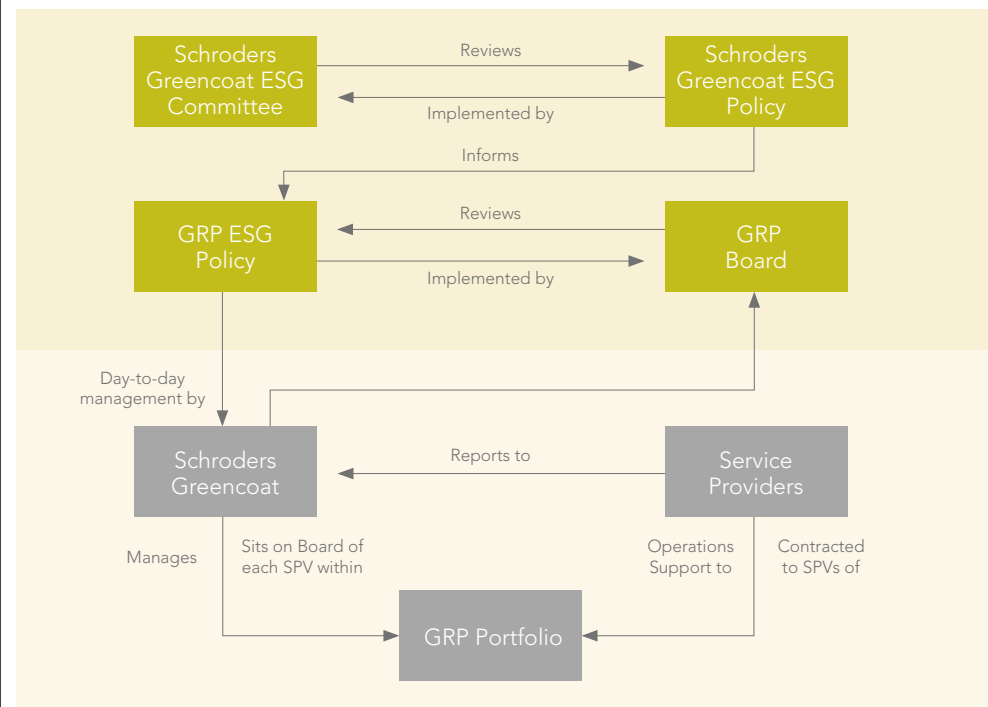 Schroders
Greencoat ESG
Committee
Reviews
Implemented by
Schroders
Greencoat ESG
Policy
Informs
GRP ESG
Policy
Reviews
Implemented by
GRP
Board
Day-to-day
management by
Schroders
Greencoat
Reports to
Service
Providers
Manages
Sits on Board of
each SPV within
Operations
Support to
Contracted
to SPVs of
GRP Portfolio